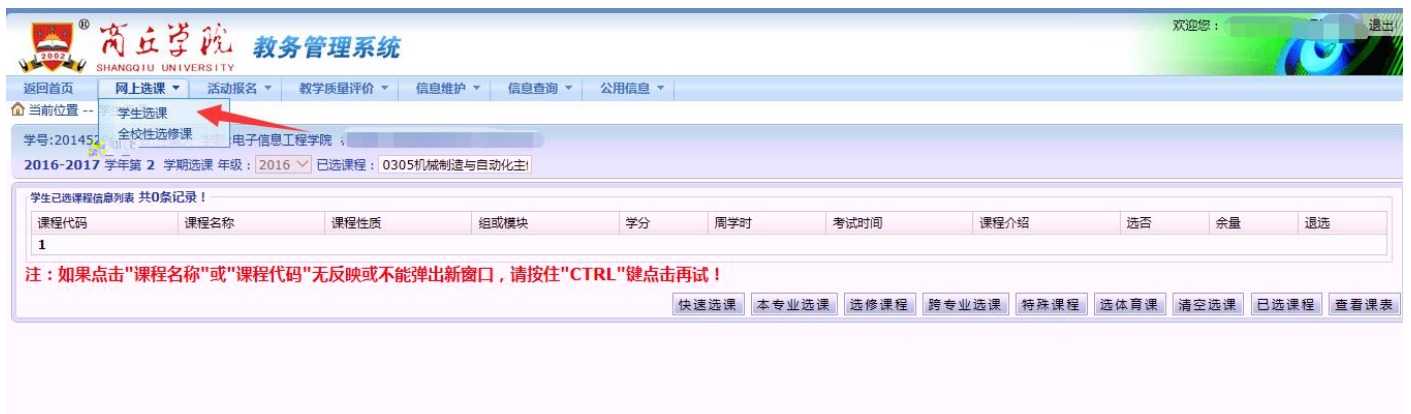 欢迎您： 退出
2002
®
商丘学院 教务管理系统
SHANGQIU UNIVERSITY
返回首页 网上选课 活动报名 教学质量评价 信息维护 信息查询 公用信息
当前位置 --
学生选课
全校性选修课
学号:201452 电子信息工程学院
2016-2017 学年第 2 学期选课 年级： 2016 已选课程： 0305机械制造与自动化主
学生已选课程信息列表 共0条记录！
课程代码 课程名称 课程性质 组或模块 学分 周学时 考试时间 课程介绍 选否 余量 退选
1
注：如果点击"课程名称"或"课程代码"无反映或不能弹出新窗口，请按住"CTRL"键点击再试！
快速选课 本专业选课 选修课程 跨专业选课 特殊课程 选体育课 清空选课 已选课程 查看课表